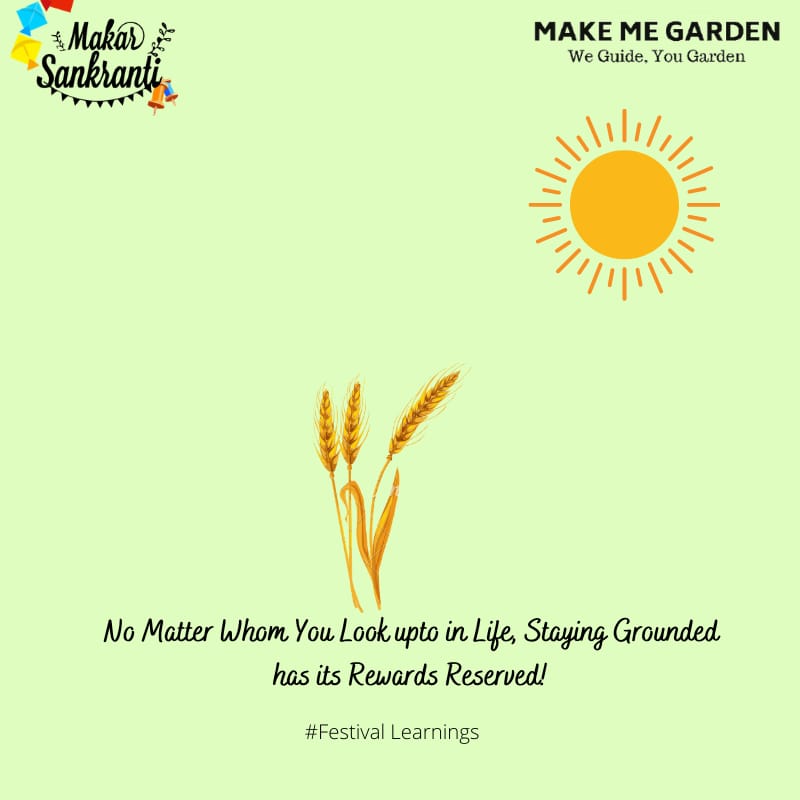 Makar
Sankranti
MAKE ME GARDEN
We Guide, You Garden
No Matter Whom You Look upto in Life, Staying Grounded
has its Rewards Reserved!
#Festival Learnings